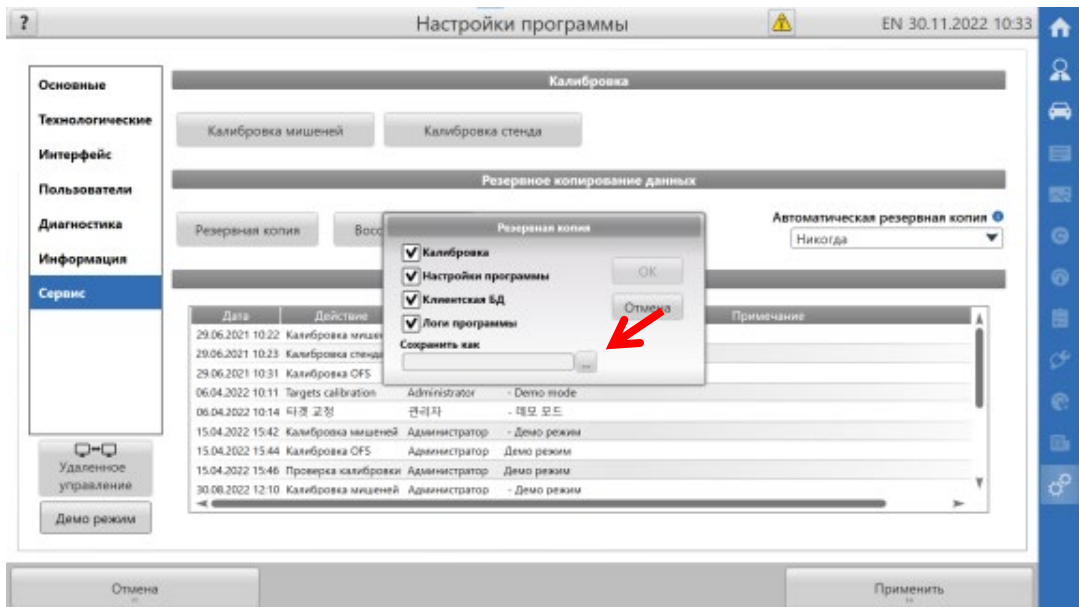 ?
Настройки программы
EN 30.11.2022 10:33
Основные
Технологические
Интерфейс
Пользователи
Диагностика
Информация
Сервис
Удаленное
управление
Демо режим
Калибровка
Калибровка мишеней
Калибровка стенда
Резервное копирование данных
Резервная копия
Восс
Автоматическая резервная копия
Никогда
Резервная копия
Калибровка
Настройки программы
Клиентская БД
Логи программы
Сохранить как
...
OK
Отмена
Дата Действие Примечание
29.06.2021 10:22 Калибровка мише
29.06.2021 10:23 Калибровка стенда
29.06.2021 10:31 Калибровка OFS
06.04.2022 10:11 Targets calibration Administrator - Demo mode
06.04.2022 10:14 타겟 교정 관리자 - 데모 모드
15.04.2022 15:42 Калибровка мишеней Администратор - Демо режим
15.04.2022 15:44 Калибровка OFS Администратор Демо режим
15.04.2022 15:46 Проверка калибровки Администратор Демо режим
30.08.2022 12:10 Калибровка мишеней Администратор - Демо режим
Отмена
Применить